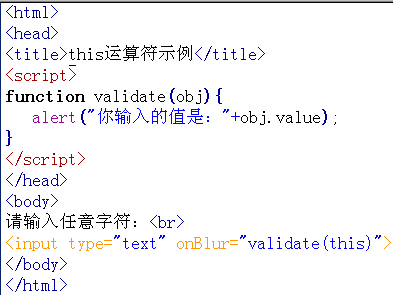 <html>
<head>
<title>this运算符示例</title>
<script>
function validate(obj){
alert("你输入的值是："+obj.value);
}
</script>
</head>
<body>
请输入任意字符：<br>
<input type="text" onBlur="validate(this)">
</body>
</html>